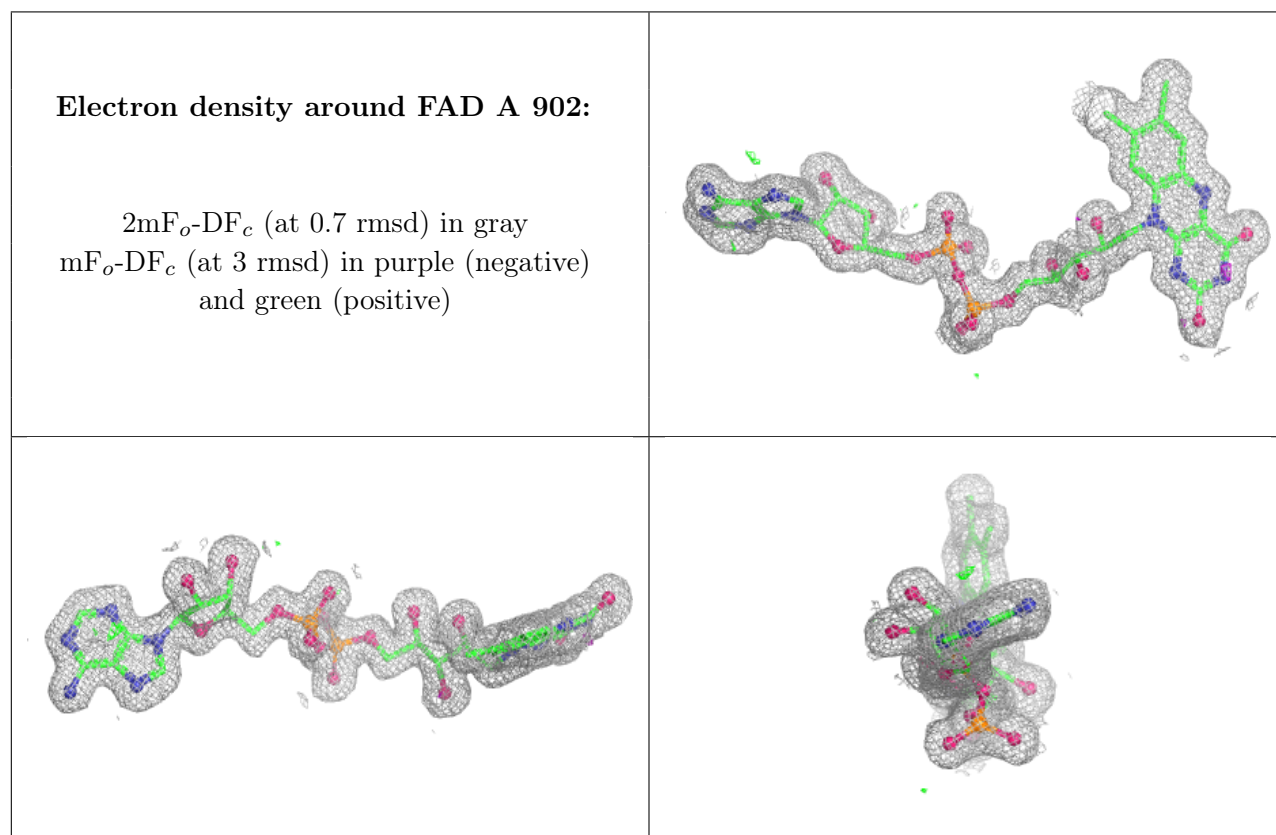 Electron density around FAD A 902:
2mFo-DFc (at 0.7 rmsd) in gray
mFo-DFc (at 3 rmsd) in purple (negative)
and green (positive)